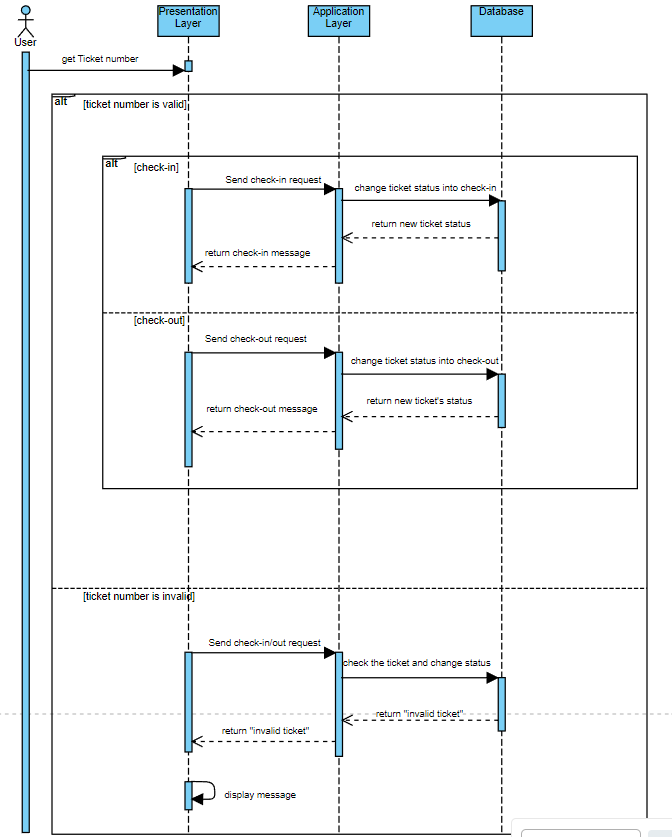 Presentation
Layer
Application
Layer
Database
User
get Ticket number
alt
[ticket number is valid]
alt
[check-in]
Send check-in request
change ticket status into check-in
return new ticket status
return check-in message
[check-out]
Send check-out request
change ticket status into check-out
return new ticket's status
return check-out message
[ticket number is invalid]
Send check-in/out request
check the ticket and change status
return "invalid ticket"
return "invalid ticket"
display message